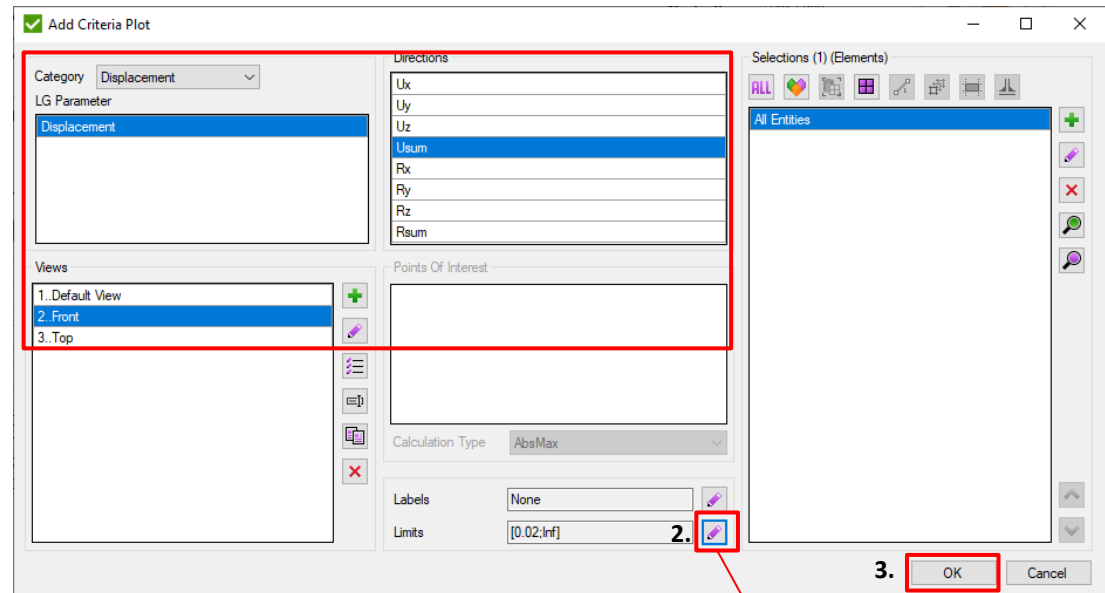 Add Criteria Plot
Category Displacement
LG Parameter
Displacement
Directions
Ux
Uy
Uz
Usum
Rx
Ry
Rz
Rsum
Selections (1) (Elements)
ALL
All Entities
Views
1..Default View
2..Front
3..Top
Points Of Interest
Calculation Type AbsMax
Labels None
Limits [0.02;Inf] 2.
3. OK Cancel